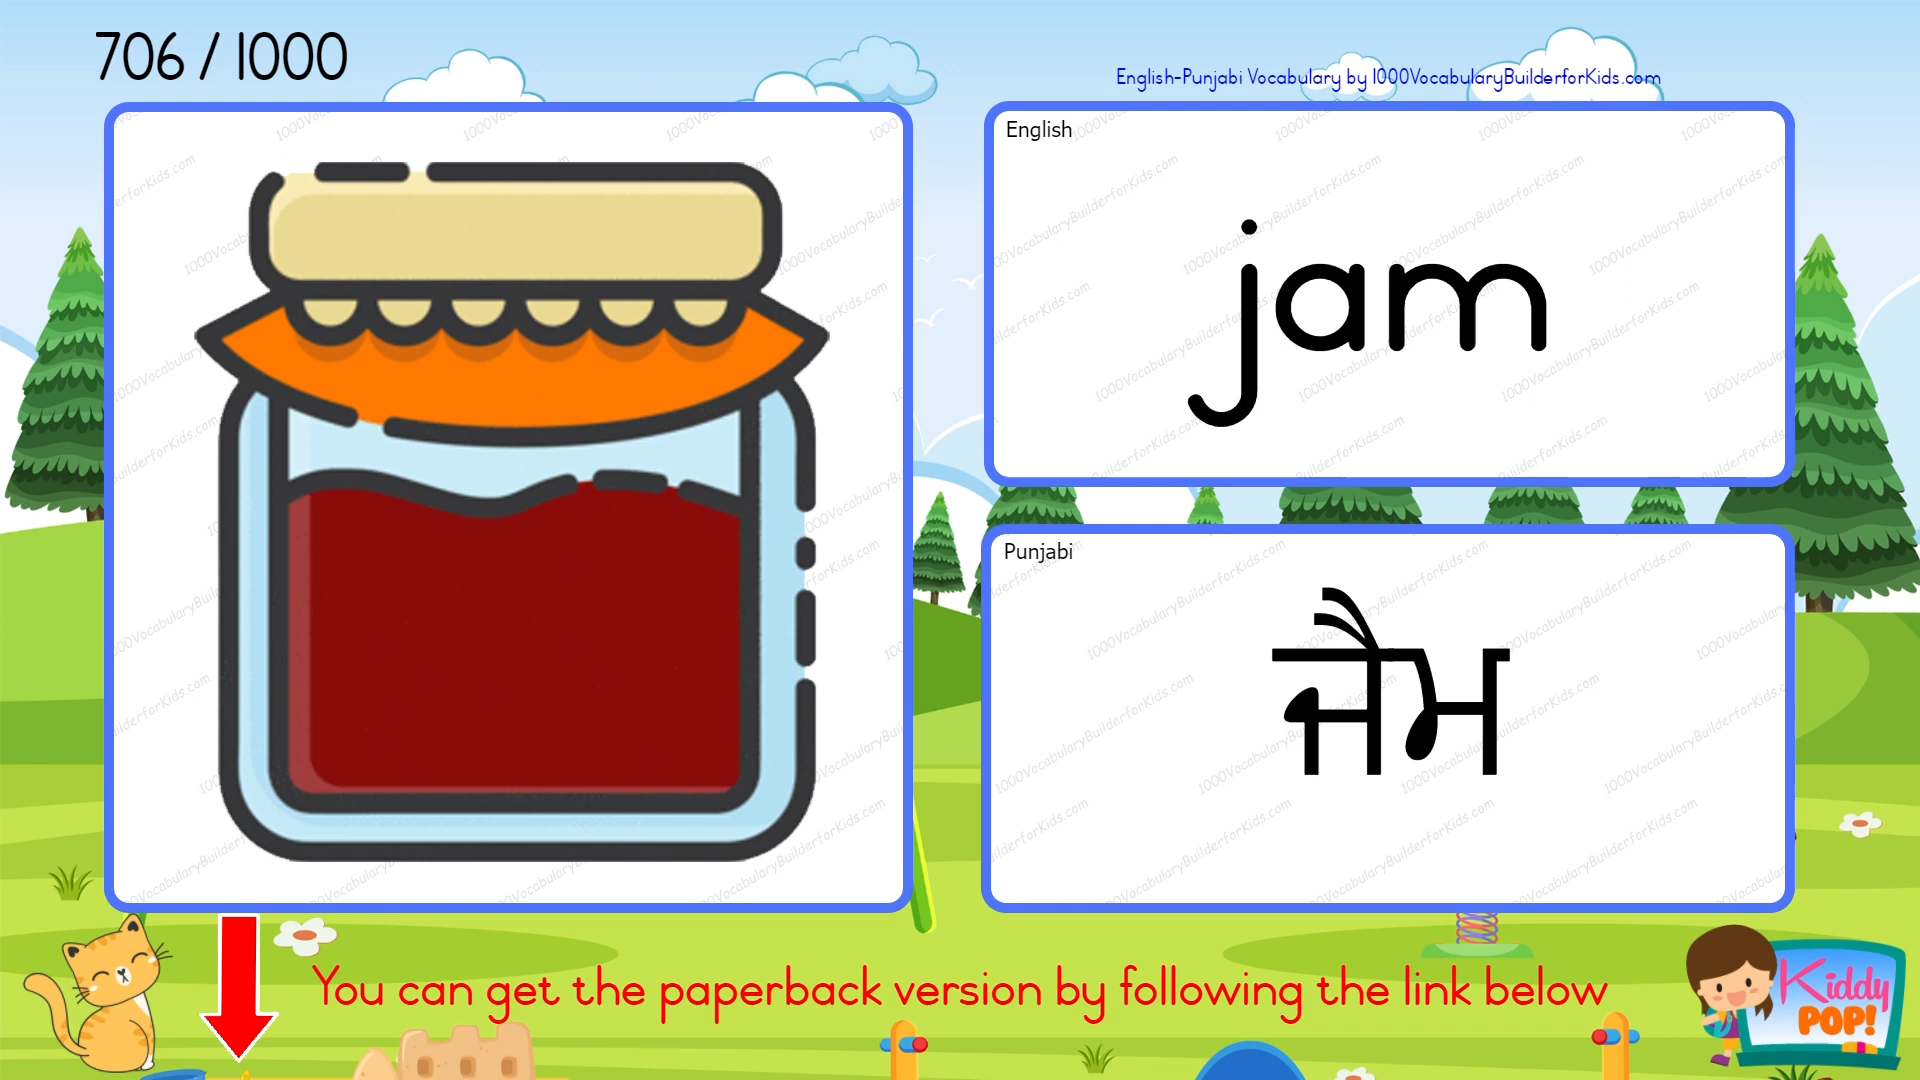 706 / 1000
English-Punjabi Vocabulary by 1000VocabularyBuilderforKids.com
English
jam
Punjabi
ਜੈਮ
You can get the paperback version by following the link below
Kiddy
POP!